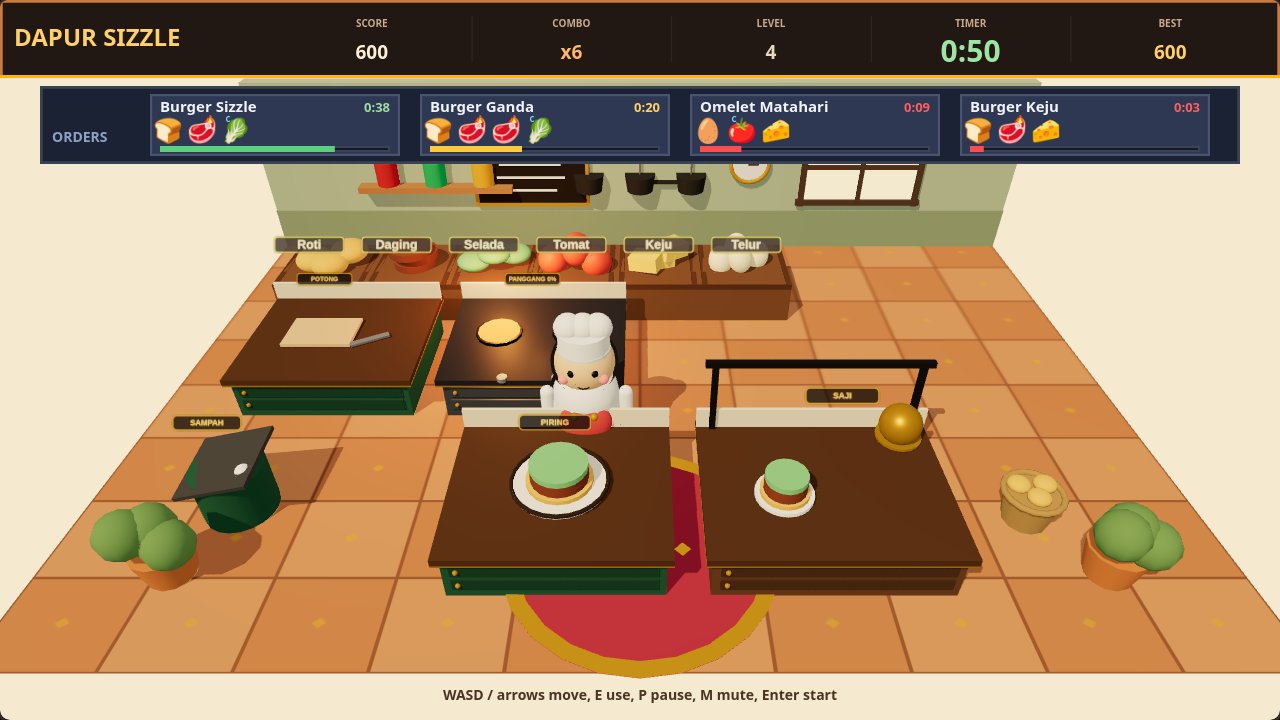 DAPUR SIZZLE
SCORE
600
COMBO
x6
LEVEL
4
TIMER
0:50
BEST
600
ORDERS
Burger Sizzle 0:38
c
Burger Ganda 0:20
c
Omelet Matahari 0:09
c
Burger Keju 0:03
Roti
Daging
Selada
Tomat
Keju
Telur
POTONG
PANGGANG 0%
SAJI
SAMPAH
PIRING
WASD / arrows move, E use, P pause, M mute, Enter start